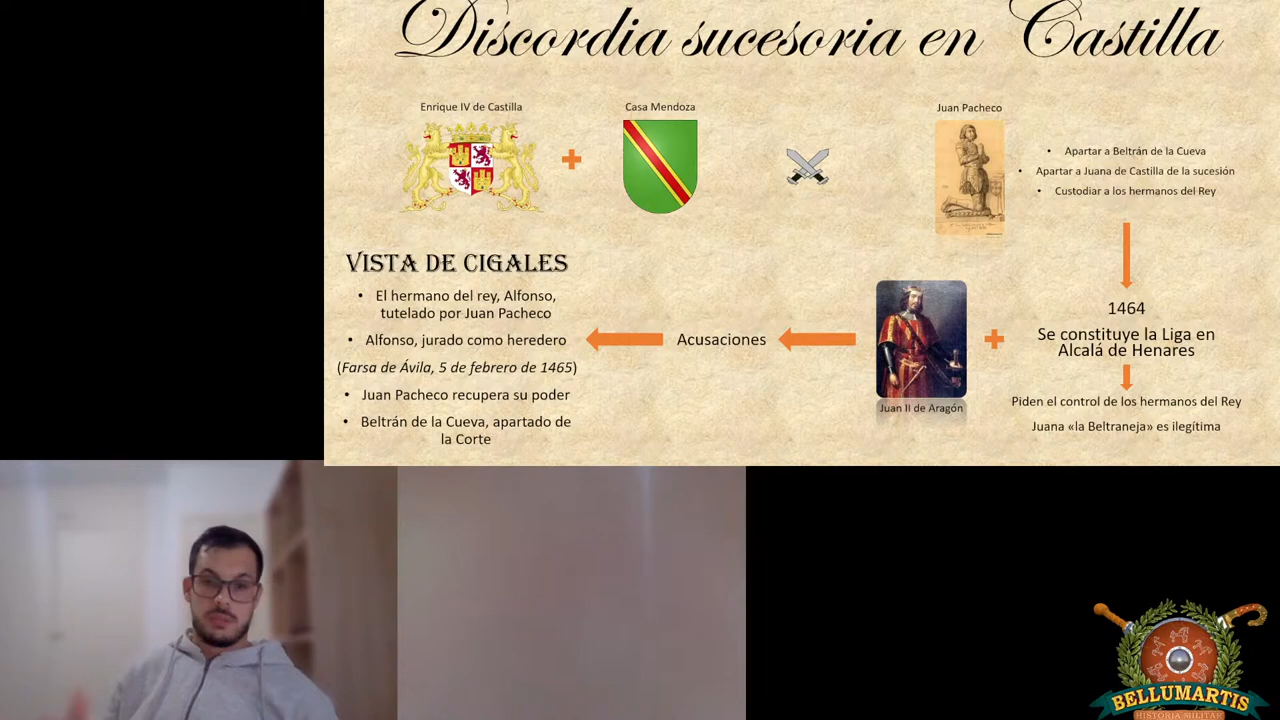 Discordia sucesoria en Castilla
Enrique IV de Castilla
Casa Mendoza
Juan Pacheco
• Apartar a Beltrán de la Cueva
• Apartar a Juana de Castilla de la sucesión
• Custodiar a los hermanos del Rey
VISTA DE CIGALES
• El hermano del rey, Alfonso,
tutelado por Juan Pacheco
• Alfonso, jurado como heredero
(Farsa de Ávila, 5 de febrero de 1465)
• Juan Pacheco recupera su poder
• Beltrán de la Cueva, apartado de
la Corte
Acusaciones
Juan II de Aragón
1464
Se constituye la Liga en
Alcalá de Henares
Piden el control de los hermanos del Rey
Juana «la Beltraneja» es ilegítima
BELLUMARTIS
HISTORIA MILITAR